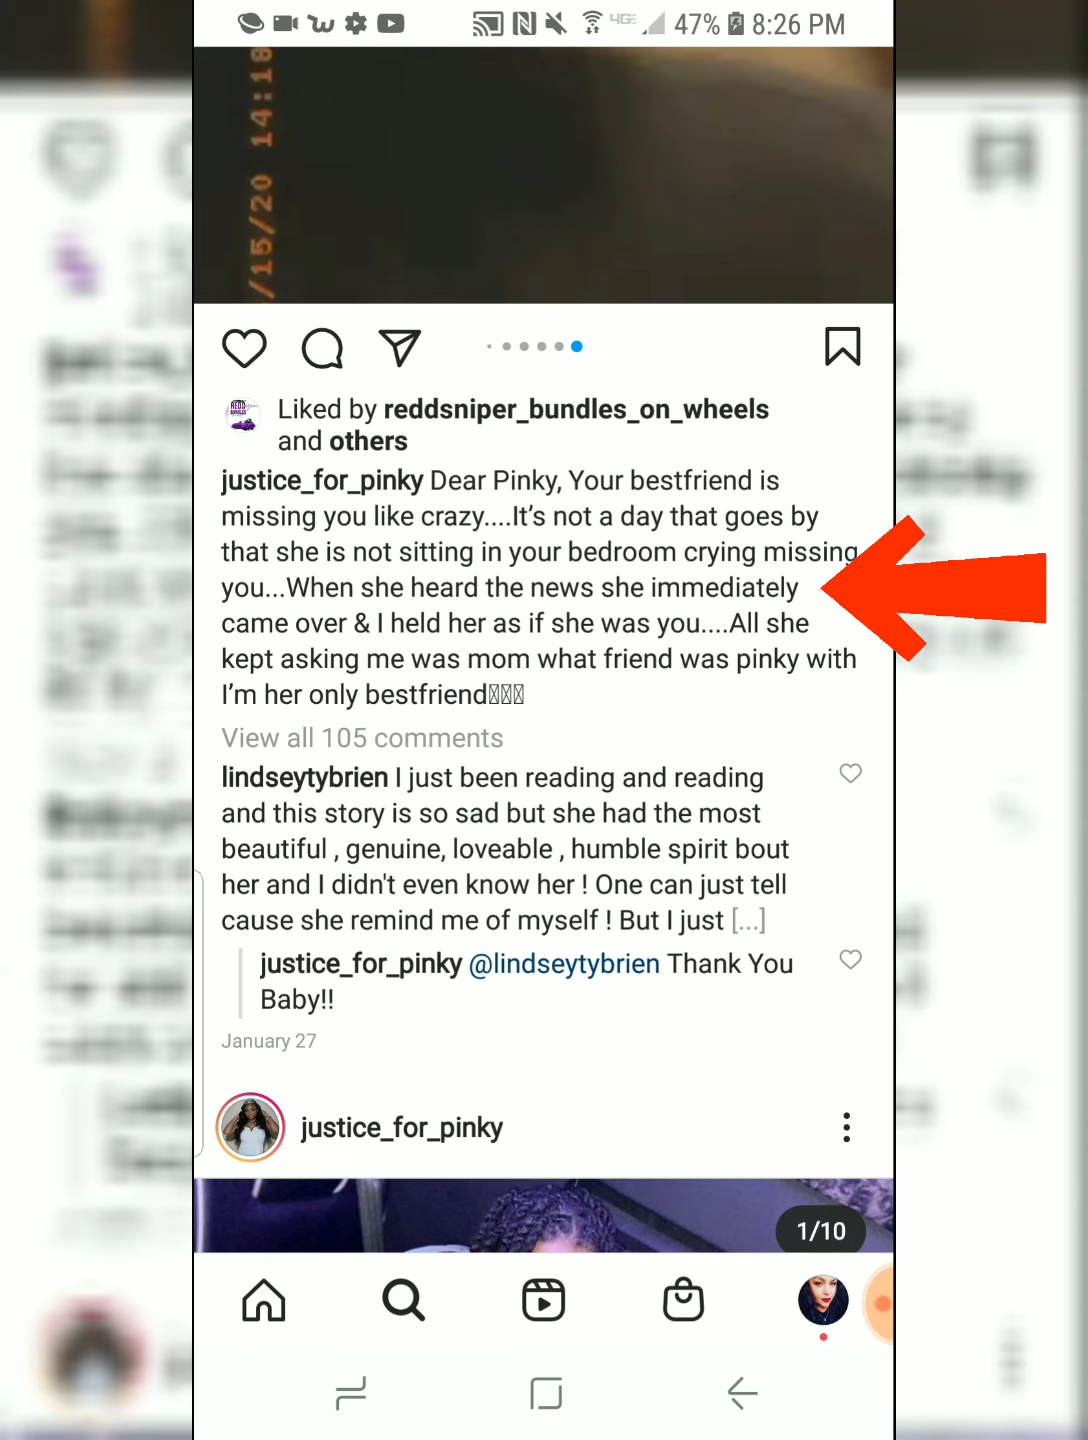 47% 8:26 PM
/15/20 14:18
Liked by reddsniper_bundles_on_wheels
and others
justice_for_pinky Dear Pinky, Your bestfriend is
missing you like crazy....It’s not a day that goes by
that she is not sitting in your bedroom crying missing
you...When she heard the news she immediately
came over & I held her as if she was you....All she
kept asking me was mom what friend was pinky with
I’m her only bestfriend
View all 105 comments
lindseytybrien I just been reading and reading
and this story is so sad but she had the most
beautiful , genuine, loveable , humble spirit bout
her and I didn't even know her ! One can just tell
cause she remind me of myself ! But I just [...]
justice_for_pinky @lindseytybrien Thank You
Baby!!
January 27
justice_for_pinky
1/10